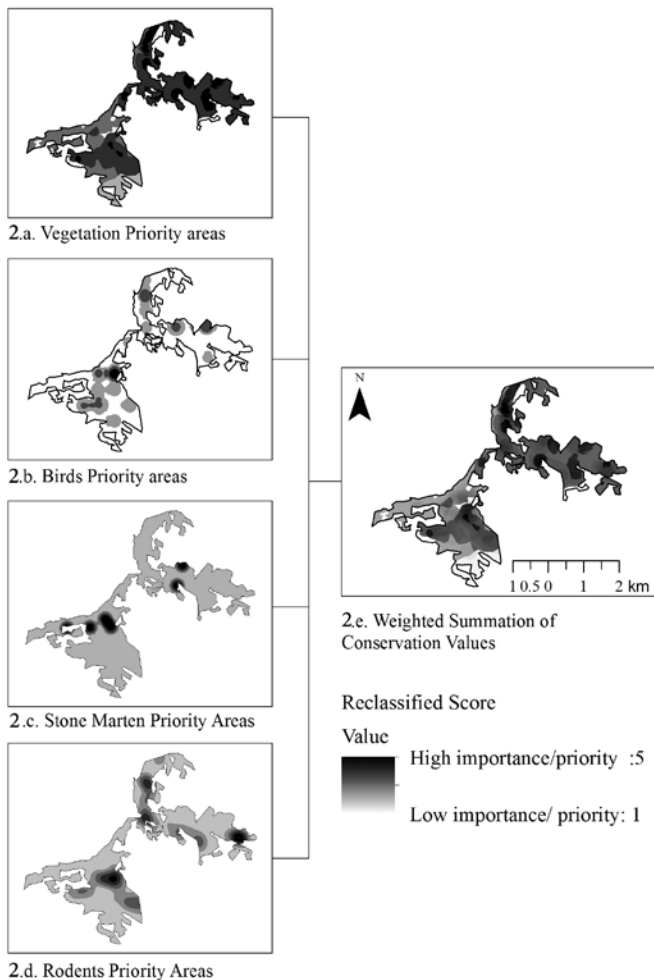 2.a. Vegetation Priority areas
2.b. Birds Priority areas
2.c. Stone Marten Priority Areas
2.d. Rodents Priority Areas
N
1 0.5 0 1 2 km
2.e. Weighted Summation of
Conservation Values
Reclassified Score
Value
High importance/priority :5
Low importance/ priority: 1